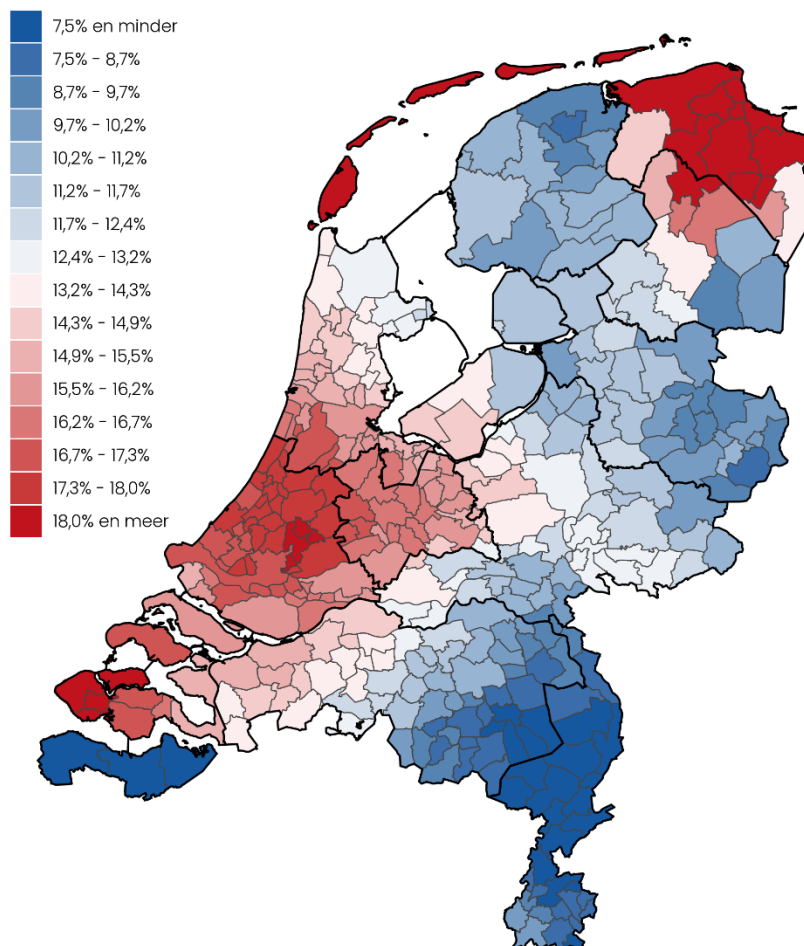 7,5% en minder
7,5% - 8,7%
8,7% - 9,7%
9,7% - 10,2%
10,2% - 11,2%
11,2% - 11,7%
11,7% - 12,4%
12,4% - 13,2%
13,2% - 14,3%
14,3% - 14,9%
14,9% - 15,5%
15,5% - 16,2%
16,2% - 16,7%
16,7% - 17,3%
17,3% - 18,0%
18,0% en meer